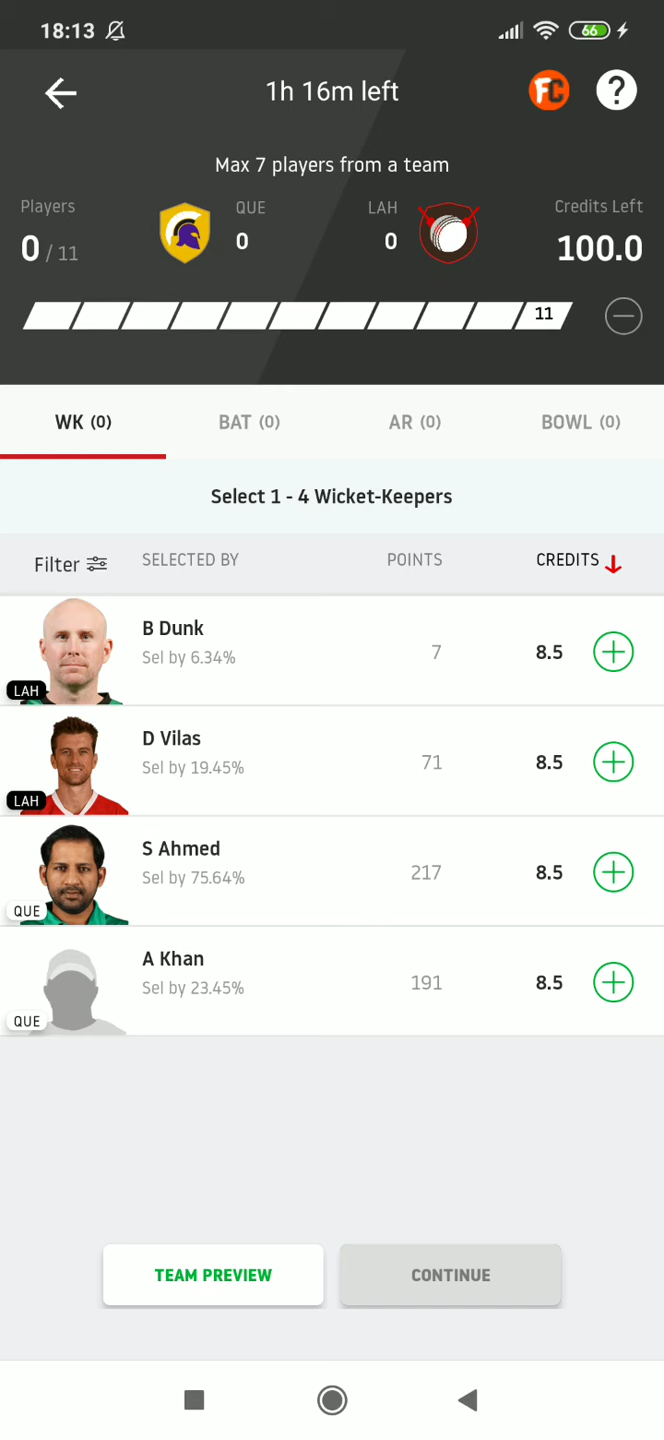 18:13
66
1h 16m left
FC
?
Max 7 players from a team
Players
QUE
LAH
Credits Left
0 / 11
0
0
100.0
11
WK (0)
BAT (0)
AR (0)
BOWL (0)
Select 1 - 4 Wicket-Keepers
Filter
SELECTED BY
POINTS
CREDITS
B Dunk
Sel by 6.34%
7
8.5
LAH
D Vilas
Sel by 19.45%
71
8.5
LAH
S Ahmed
Sel by 75.64%
217
8.5
QUE
A Khan
Sel by 23.45%
191
8.5
QUE
TEAM PREVIEW
CONTINUE